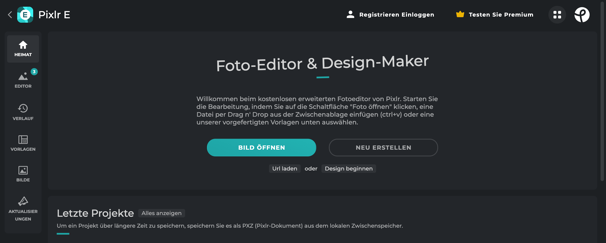 Pixlr E
Registrieren Einloggen
Testen Sie Premium
HEIMAT
EDITOR
3
VERLAUF
VORLAGEN
BILDE
AKTUALISIER
UNGEN
Foto-Editor & Design-Maker
Willkommen beim kostenlosen erweiterten Fotoeditor von Pixlr. Starten Sie
die Bearbeitung, indem Sie auf die Schaltfläche "Foto öffnen" klicken, eine
Datei per Drag n' Drop aus der Zwischenablage einfügen (ctrl+v) oder eine
unserer vorgefertigten Vorlagen unten auswählen.
BILD ÖFFNEN
NEU ERSTELLEN
Url laden oder Design beginnen
Letzte Projekte Alles anzeigen
Um ein Projekt über längere Zeit zu speichern, speichern Sie es als PXZ (Pixlr-Dokument) aus dem lokalen Zwischenspeicher.